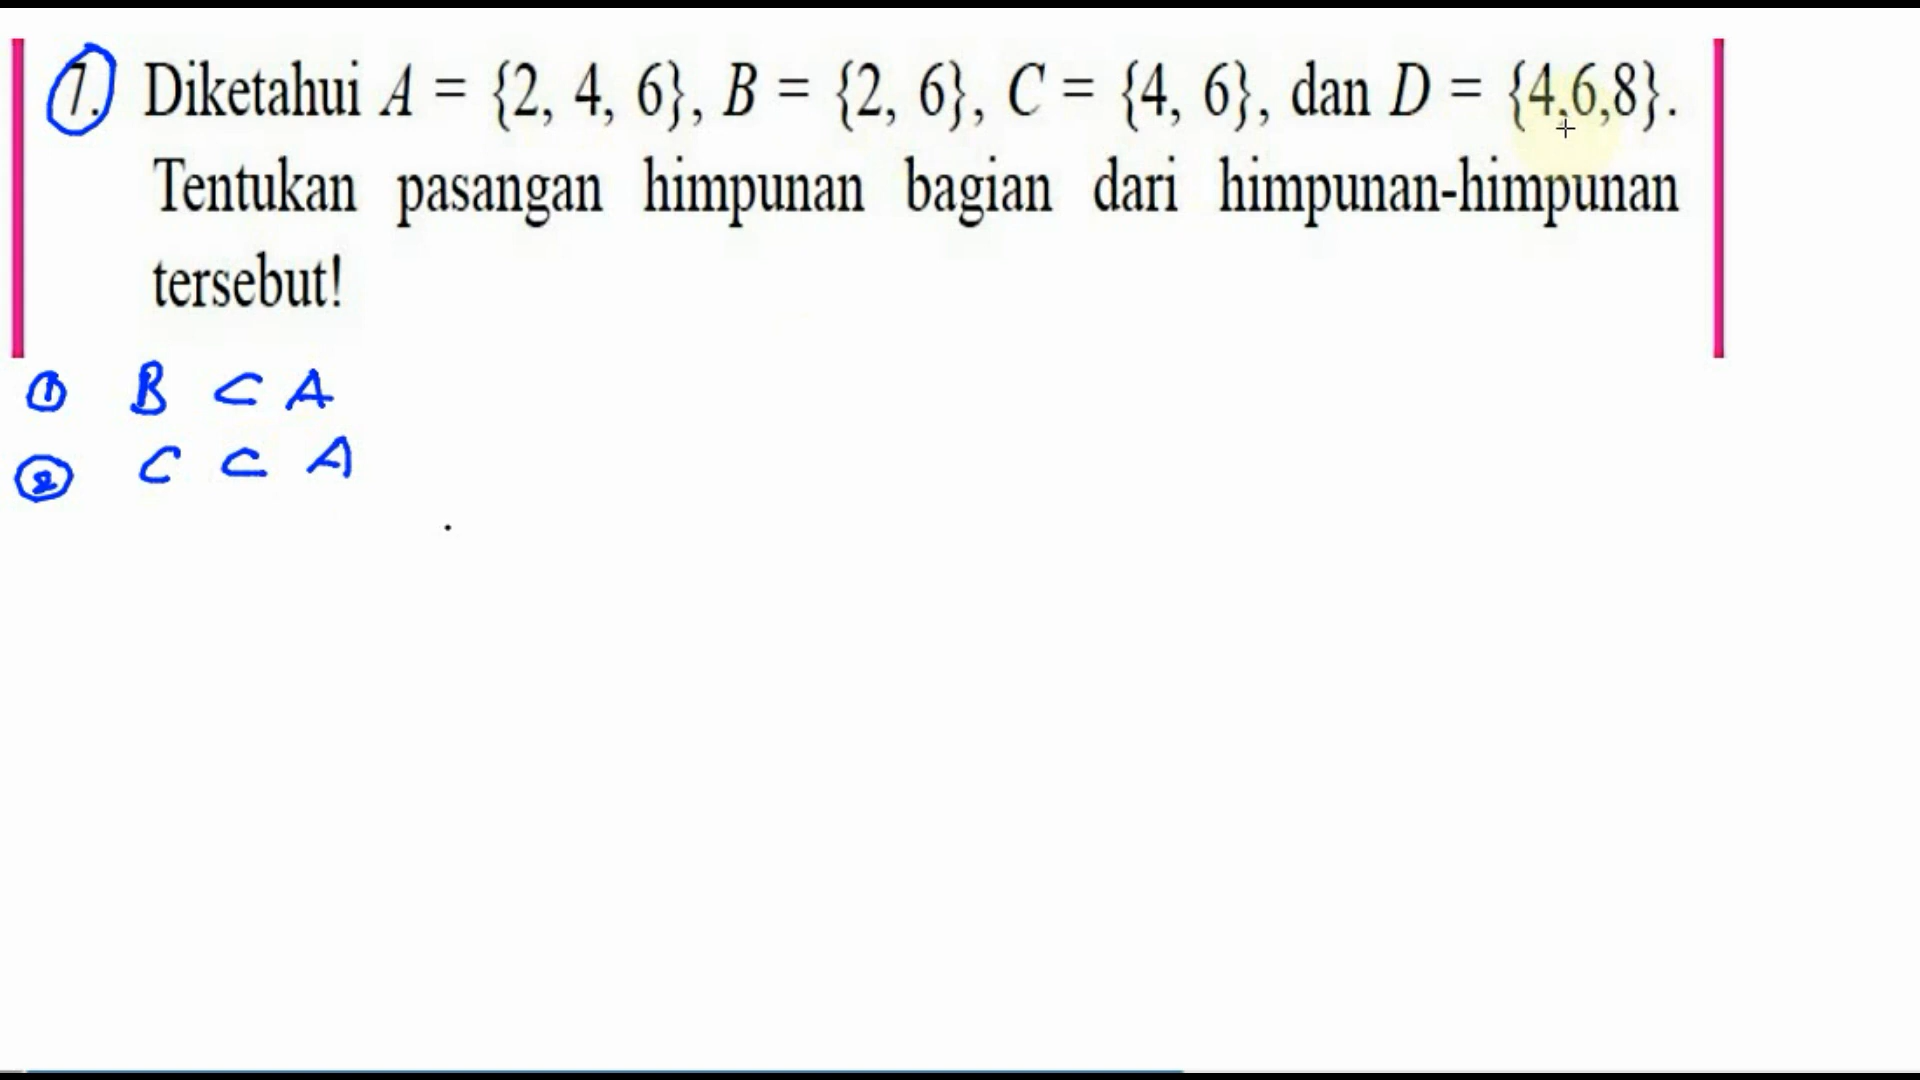 7. Diketahui A = {2, 4, 6}, B = {2, 6}, C = {4, 6}, dan D = {4,6,8}.
Tentukan pasangan himpunan bagian dari himpunan-himpunan
tersebut!
① B ⊂ A
② C ⊂ A